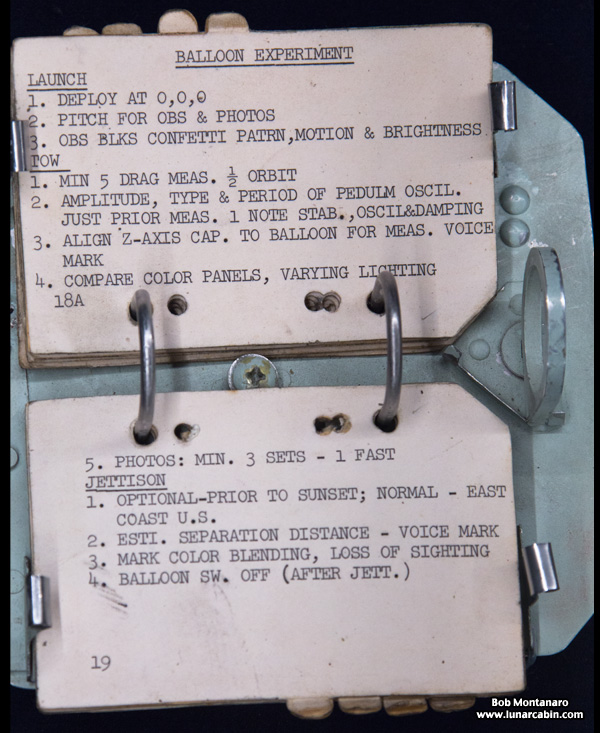 BALLOON EXPERIMENT
LAUNCH
1. DEPLOY AT 0,0,0
2. PITCH FOR OBS & PHOTOS
3. OBS BLKS CONFETTI PATRN,MOTION & BRIGHTNESS
TOW
1. MIN 5 DRAG MEAS. ½ ORBIT
2. AMPLITUDE, TYPE & PERIOD OF PEDULM OSCIL.
JUST PRIOR MEAS. 1 NOTE STAB.,OSCIL&DAMPING
3. ALIGN Z-AXIS CAP. TO BALLOON FOR MEAS. VOICE
MARK
4. COMPARE COLOR PANELS, VARYING LIGHTING
18A
5. PHOTOS: MIN. 3 SETS - 1 FAST
JETTISON
1. OPTIONAL-PRIOR TO SUNSET; NORMAL - EAST
COAST U.S.
2. ESTI. SEPARATION DISTANCE - VOICE MARK
3. MARK COLOR BLENDING, LOSS OF SIGHTING
4. BALLOON SW. OFF (AFTER JETT.)
19
Bob Montanaro
www.lunarcabin.com